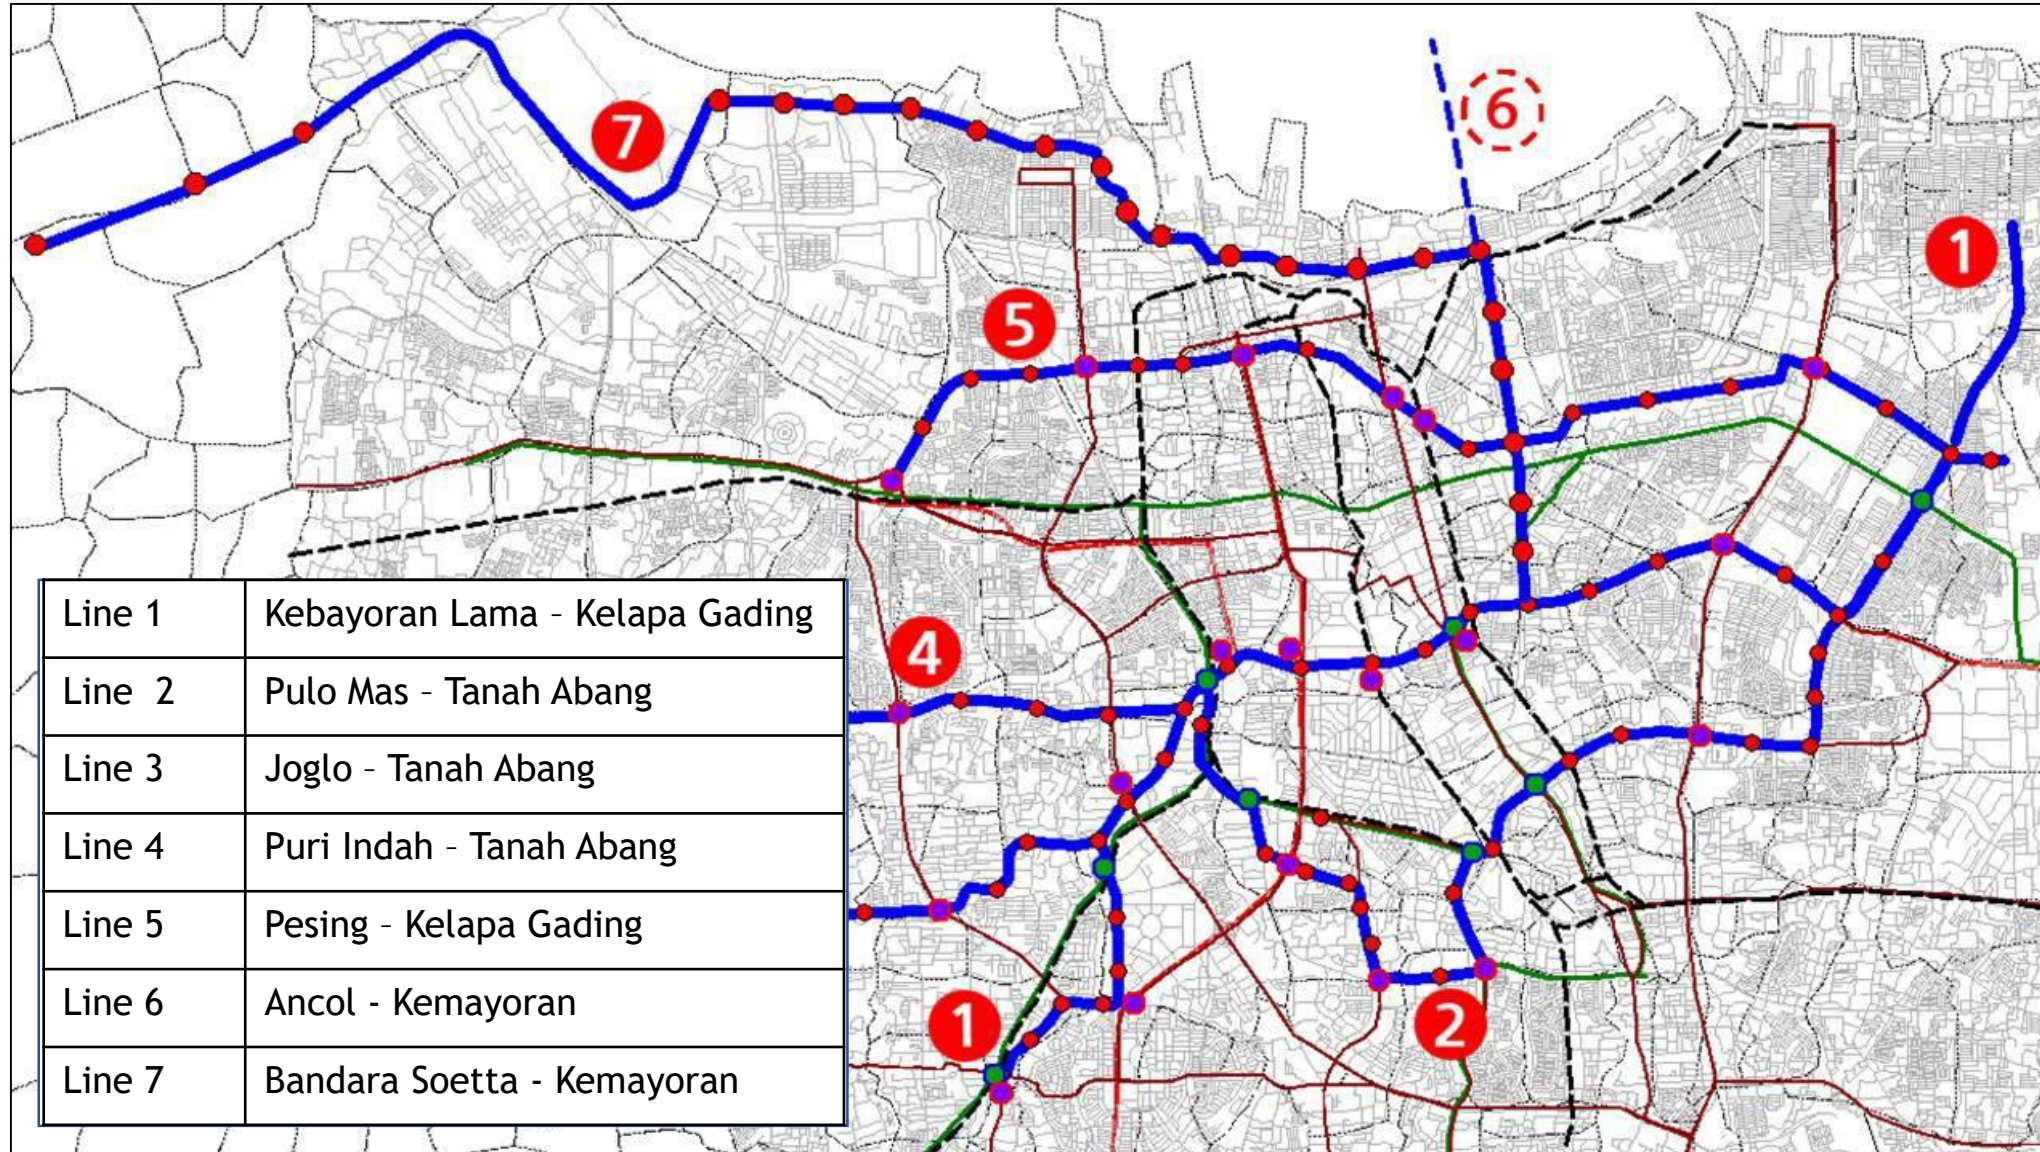 6
7
1
5
4
1
2
Line 1 Kebayoran Lama – Kelapa Gading
Line 2 Pulo Mas – Tanah Abang
Line 3 Joglo – Tanah Abang
Line 4 Puri Indah – Tanah Abang
Line 5 Pesing – Kelapa Gading
Line 6 Ancol - Kemayoran
Line 7 Bandara Soetta - Kemayoran